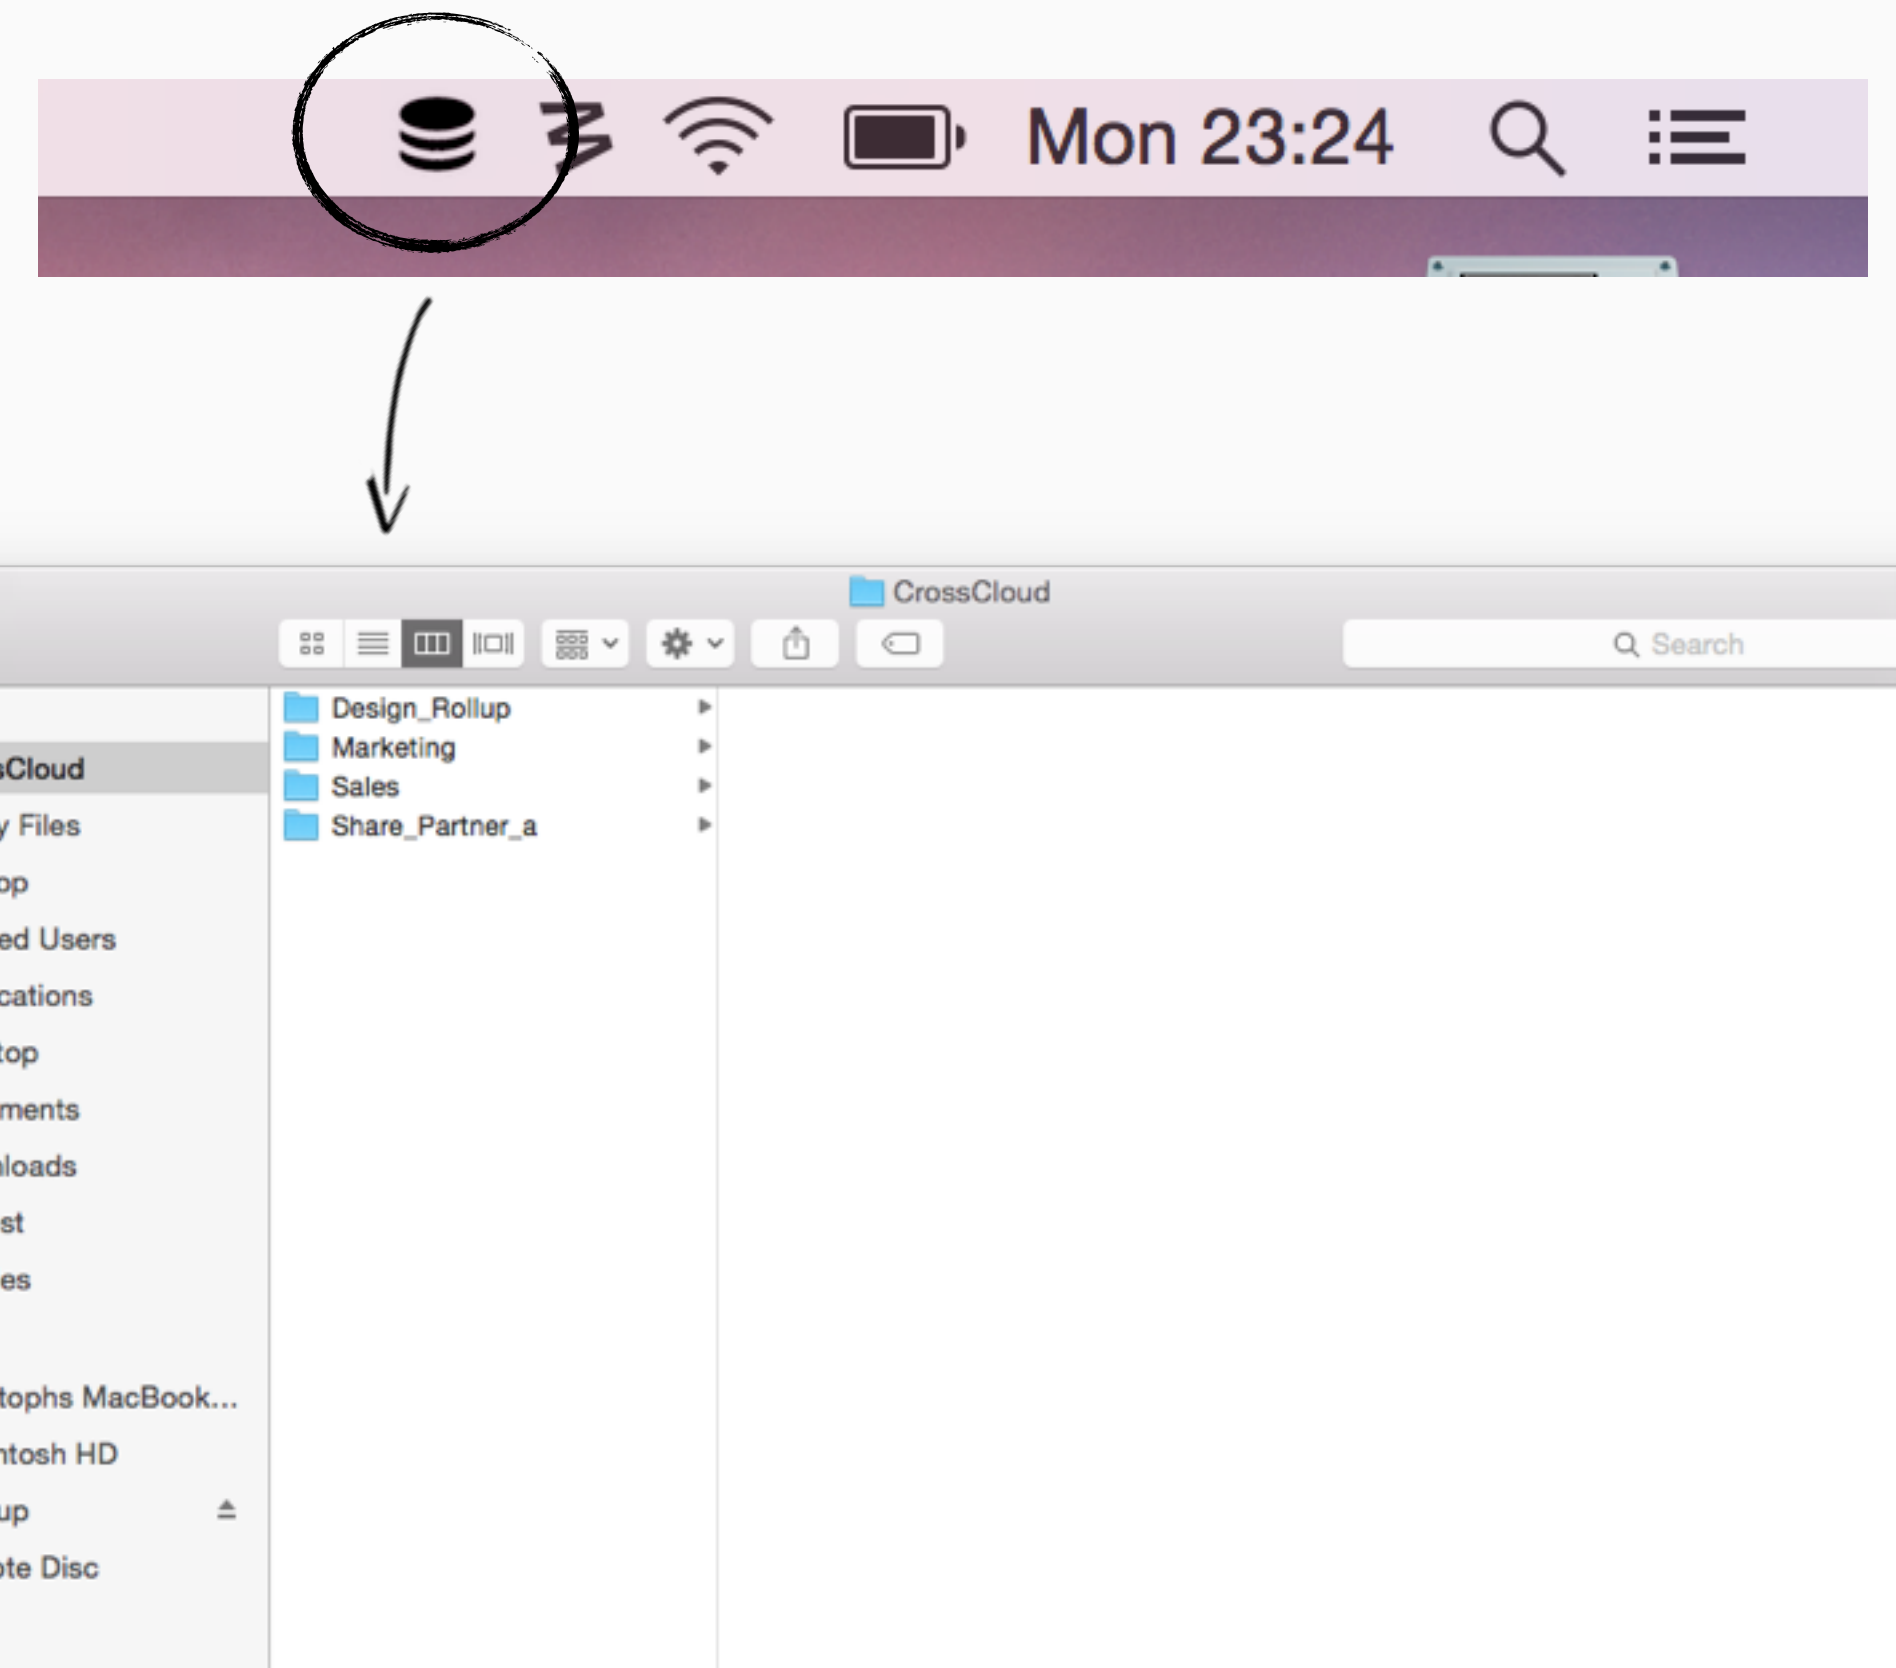 Mon 23:24
CrossCloud
Search
Design_Rollup
Marketing
Sales
Share_Partner_a
sCloud
y Files
op
ed Users
cations
top
ments
nloads
st
es
tophs MacBook...
ntosh HD
up
ote Disc